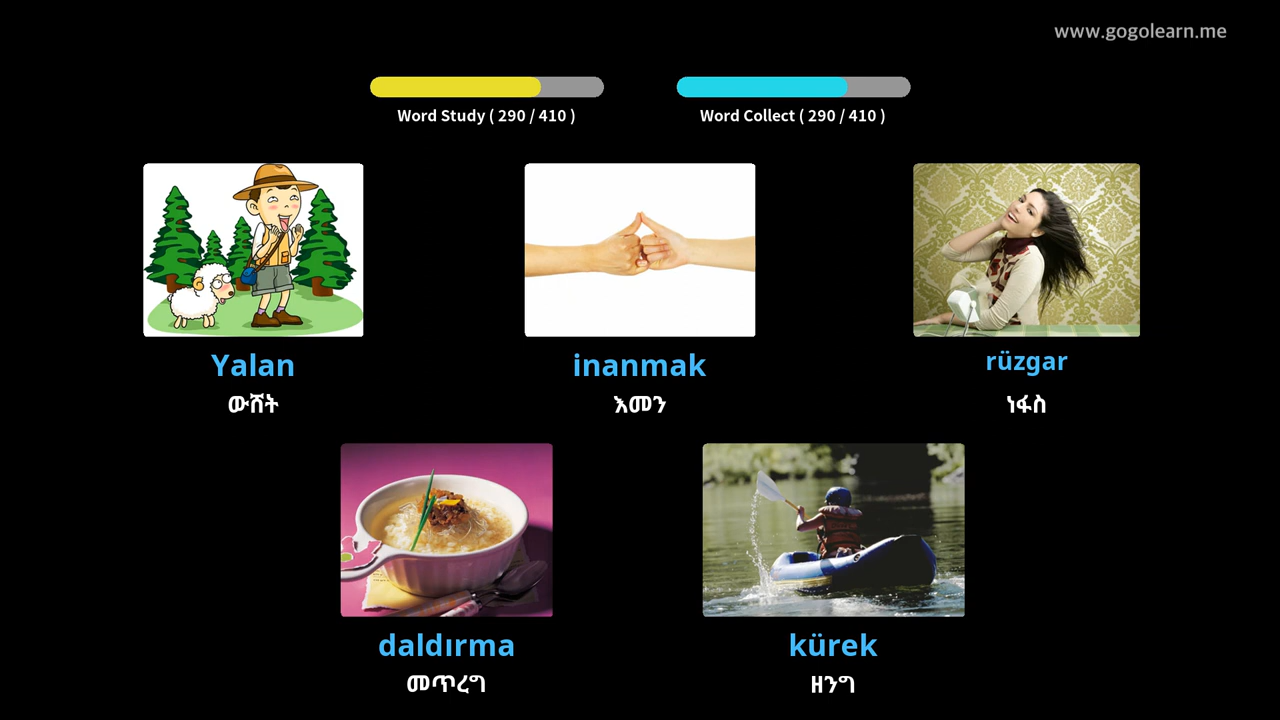 www.gogolearn.me
Word Study ( 290 / 410 )
Word Collect ( 290 / 410 )
Yalan
ውሸት
inanmak
እመን
rüzgar
ነፋስ
daldırma
መጥረግ
kürek
ዘንግ